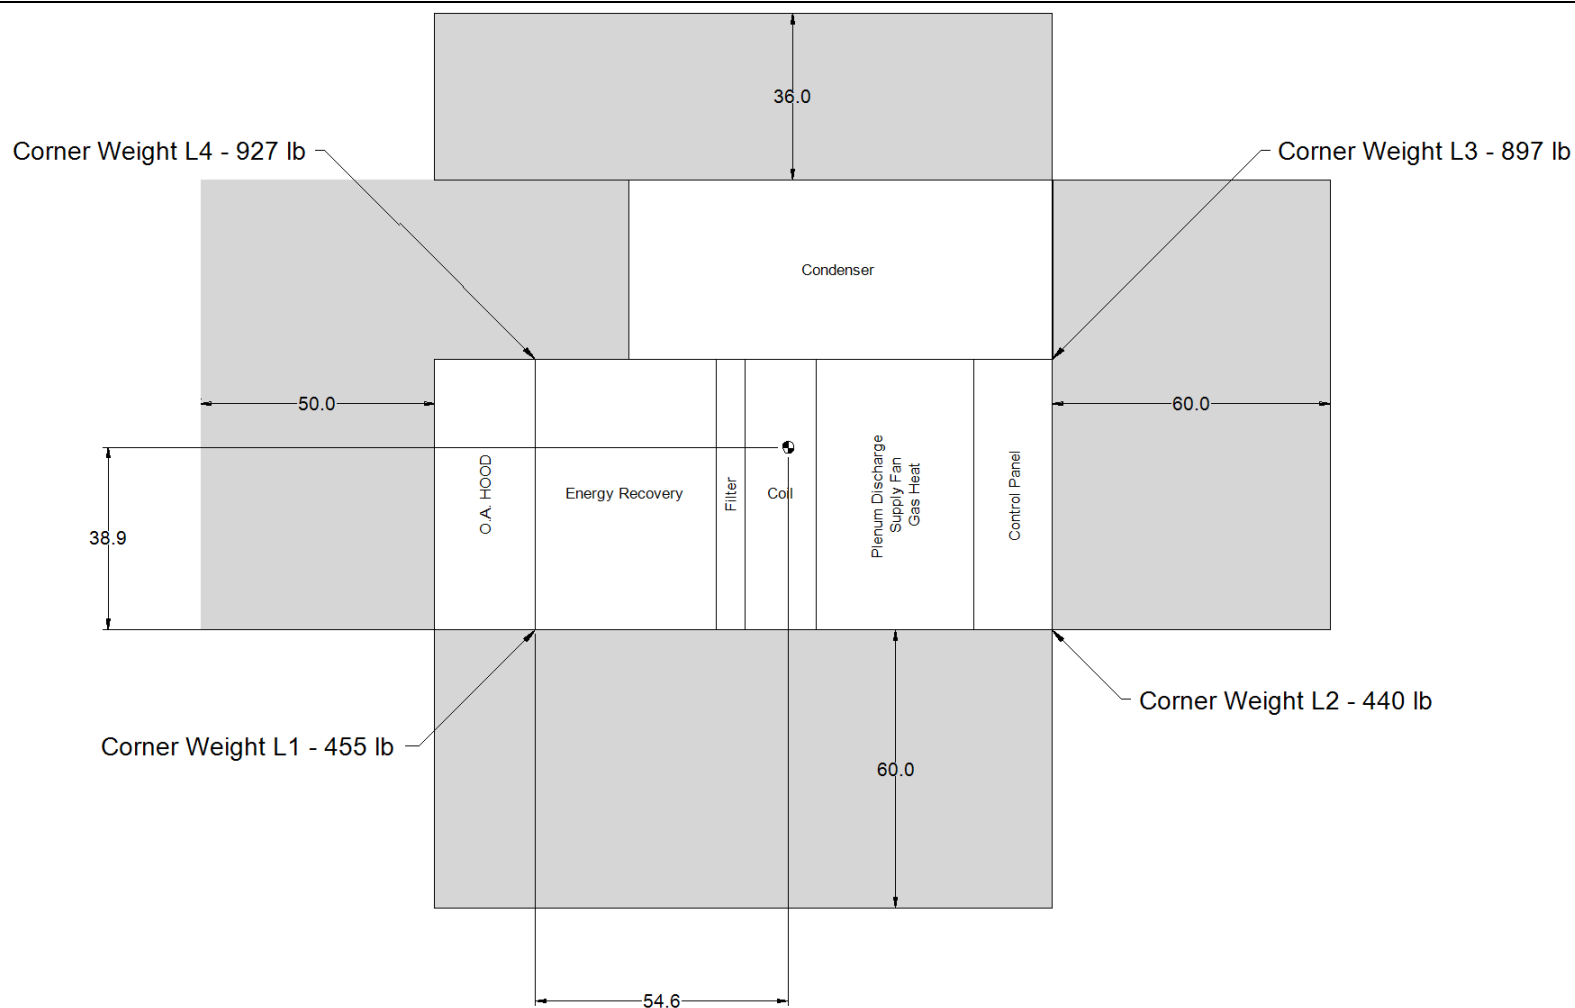 36.0
Corner Weight L4 - 927 lb
Corner Weight L3 - 897 lb
Condenser
50.0
60.0
O.A. HOOD
Energy Recovery
Filter
Coil
Plenum Discharge
Supply Fan
Gas Heat
Control Panel
38.9
Corner Weight L2 - 440 lb
Corner Weight L1 - 455 lb
60.0
54.6